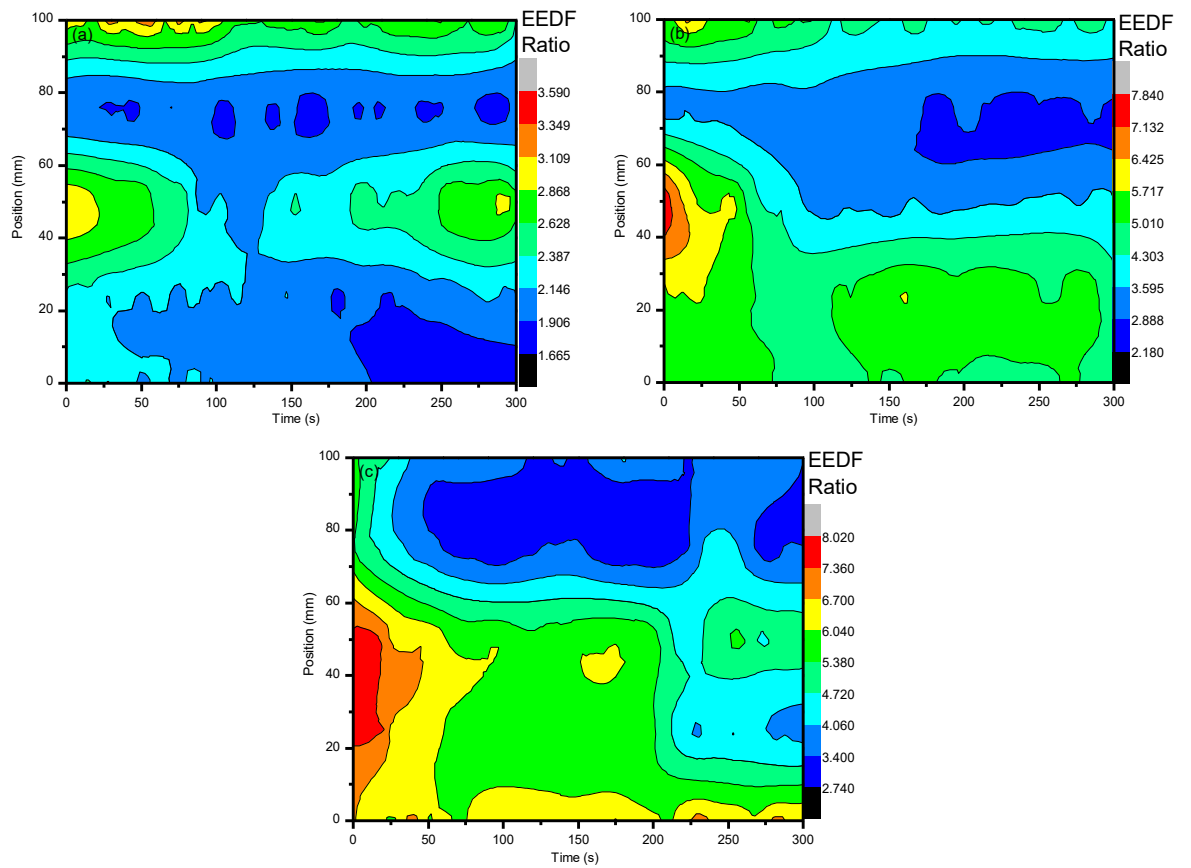 EEDF
Ratio
(a)
100
80
60
40
20
0
Position (mm)
0 50 100 150 200 250 300
Time (s)
3.590
3.349
3.109
2.868
2.628
2.387
2.146
1.906
1.665
EEDF
Ratio
(b)
100
80
60
40
20
0
Position (mm)
0 50 100 150 200 250 300
Time (s)
7.840
7.132
6.425
5.717
5.010
4.303
3.595
2.888
2.180
EEDF
Ratio
(c)
100
80
60
40
20
0
Position (mm)
0 50 100 150 200 250 300
Time (s)
8.020
7.360
6.700
6.040
5.380
4.720
4.060
3.400
2.740